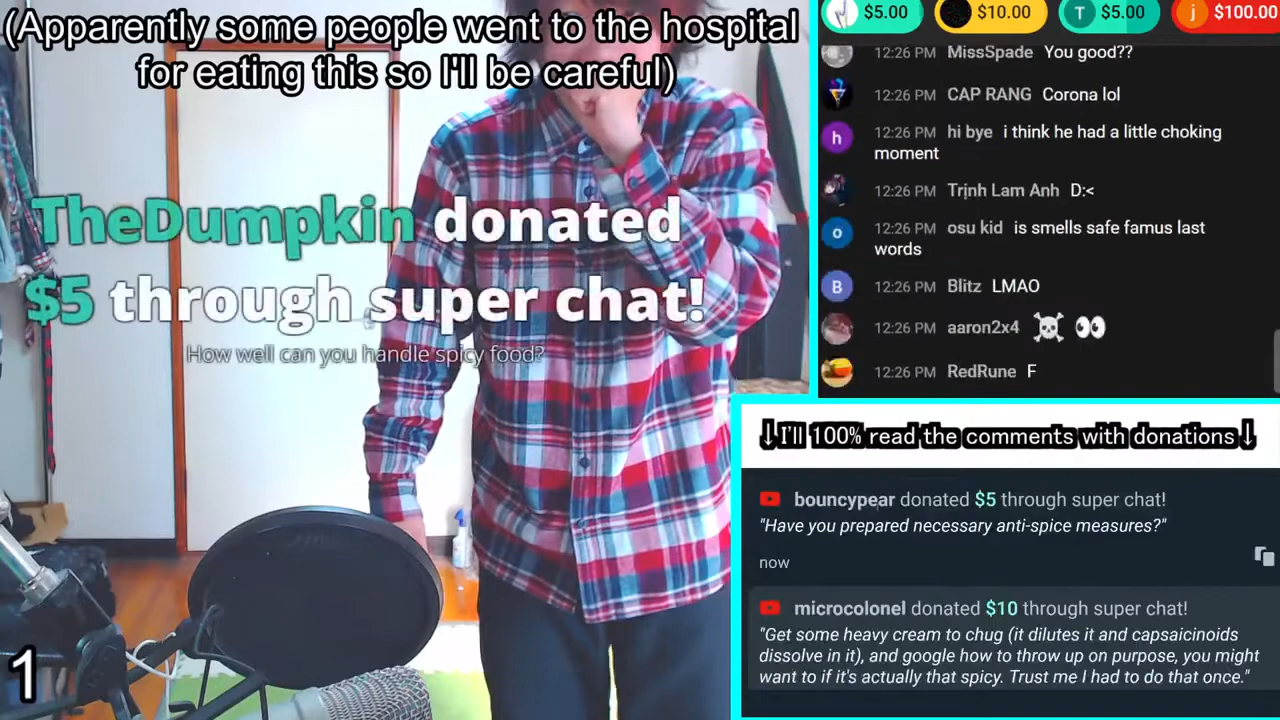 (Apparently some people went to the hospital
for eating this so I'll be careful)
TheDumpkin donated
$5 through super chat!
How well can you handle spicy food?
1
$5.00
$10.00
T $5.00
j $100.00
12:26 PM MissSpade You good??
12:26 PM CAP RANG Corona lol
h 12:26 PM hi bye i think he had a little choking
moment
12:26 PM Trịnh Lam Anh D:<
o 12:26 PM osu kid is smells safe famus last
words
B 12:26 PM Blitz LMAO
12:26 PM aaron2x4 ☠️ 👀
12:26 PM RedRune F
↓I'll 100% read the comments with donations↓
bouncypear donated $5 through super chat!
"Have you prepared necessary anti-spice measures?"
now
microcolonel donated $10 through super chat!
"Get some heavy cream to chug (it dilutes it and capsaicinoids
dissolve in it), and google how to throw up on purpose, you might
want to if it's actually that spicy. Trust me I had to do that once."